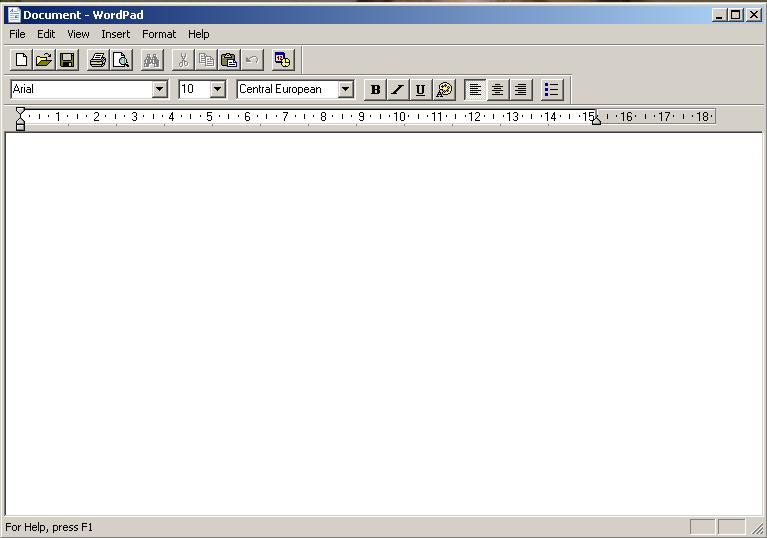 Document - WordPad
File Edit View Insert Format Help
Arial 10 Central European B I U
1 2 3 4 5 6 7 8 9 10 11 12 13 14 15 16 17 18
For Help, press F1